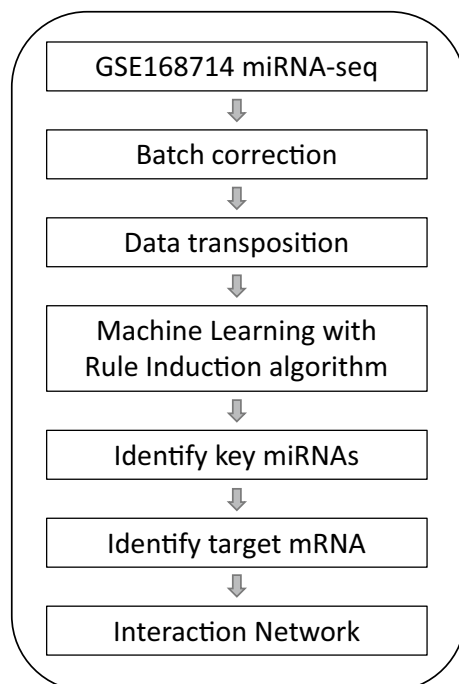 GSE168714 miRNA-seq
Batch correction
Data transposition
Machine Learning with
Rule Induction algorithm
Identify key miRNAs
Identify target mRNA
Interaction Network